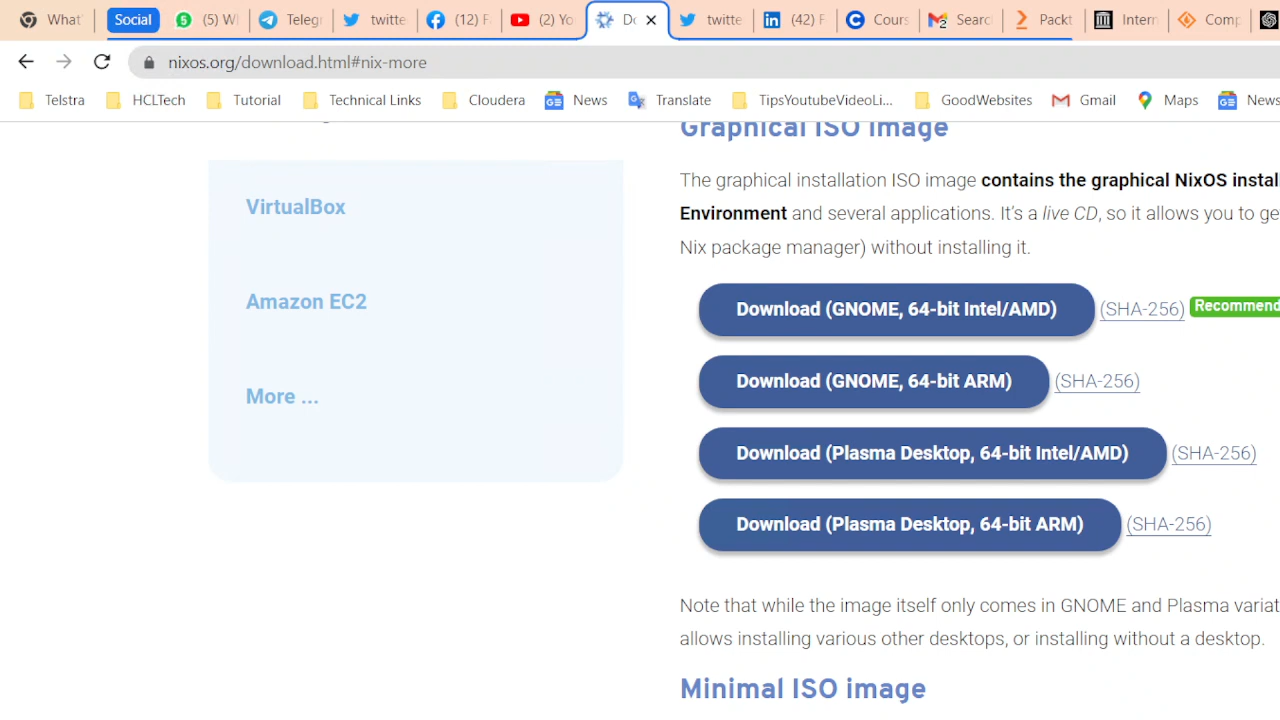 What
Social
(5) W
Telegr
twitte
(12) F
(2) Yo
Do
twitte
(42) F
Cours
Searc
Packt
Intern
Comp
nixos.org/download.html#nix-more
Telstra
HCLTech
Tutorial
Technical Links
Cloudera
News
Translate
TipsYoutubeVideoLi...
GoodWebsites
Gmail
Maps
News
VirtualBox
Amazon EC2
More ...
Graphical ISO image
The graphical installation ISO image contains the graphical NixOS instal
Environment and several applications. It's a live CD, so it allows you to ge
Nix package manager) without installing it.
Download (GNOME, 64-bit Intel/AMD) (SHA-256) Recommend
Download (GNOME, 64-bit ARM) (SHA-256)
Download (Plasma Desktop, 64-bit Intel/AMD) (SHA-256)
Download (Plasma Desktop, 64-bit ARM) (SHA-256)
Note that while the image itself only comes in GNOME and Plasma variat
allows installing various other desktops, or installing without a desktop.
Minimal ISO image